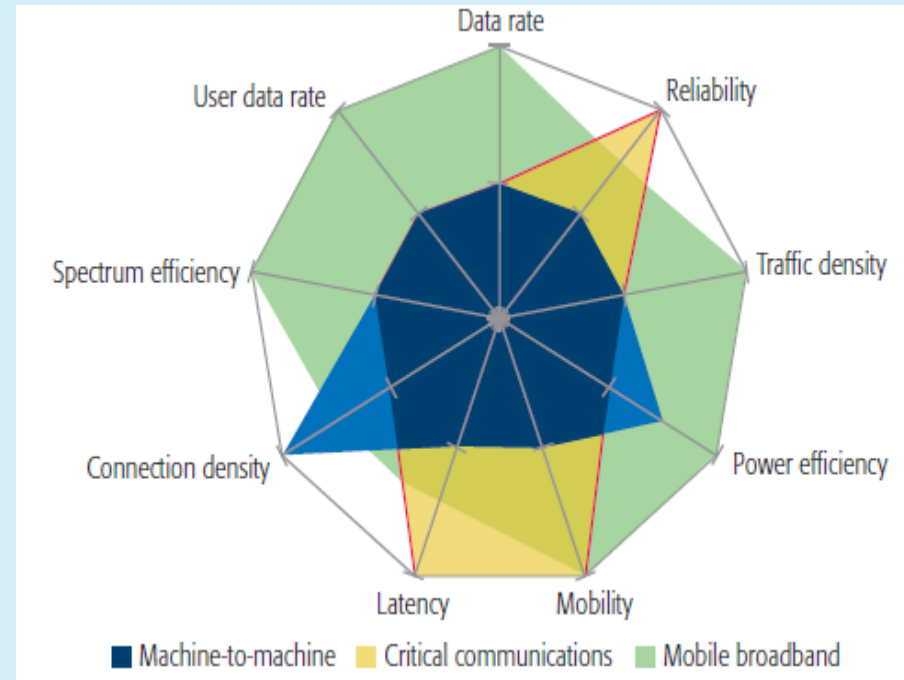 Data rate
User data rate
Reliability
Spectrum efficiency
Traffic density
Connection density
Power efficiency
Latency
Mobility
Machine-to-machine Critical communications Mobile broadband